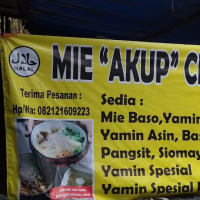 حلال
HALAL
MIE "AKUP" C
Terima Pesanan :
Hp/Wa: 082121609223
Sedia :
Mie Baso,Yamin
Yamin Asin, Bas
Pangsit, Siomay
Yamin Spesial
Yamin Spesial